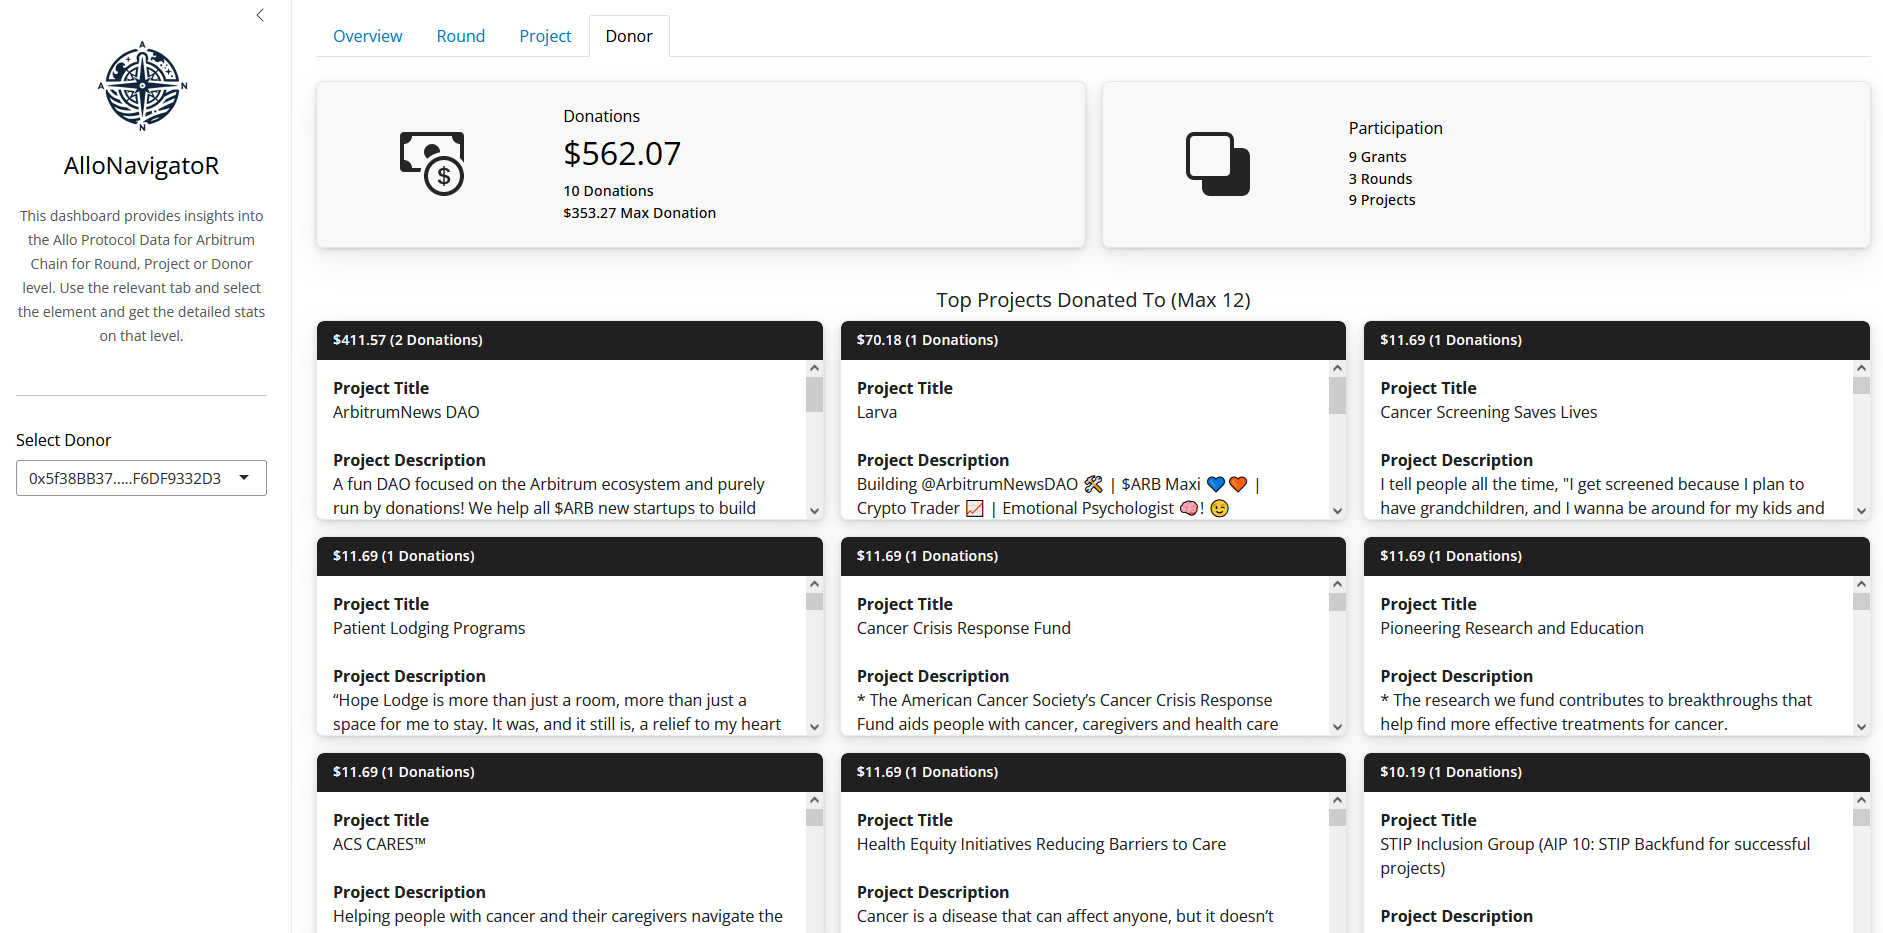 AlloNavigatoR
This dashboard provides insights into
the Allo Protocol Data for Arbitrum
Chain for Round, Project or Donor
level. Use the relevant tab and select
the element and get the detailed stats
on that level.
Select Donor
0x5f38BB37.....F6DF9332D3
Overview Round Project Donor
Donations
$562.07
10 Donations
$353.27 Max Donation
Participation
9 Grants
3 Rounds
9 Projects
Top Projects Donated To (Max 12)
$411.57 (2 Donations)
Project Title
ArbitrumNews DAO
Project Description
A fun DAO focused on the Arbitrum ecosystem and purely
run by donations! We help all $ARB new startups to build
$70.18 (1 Donations)
Project Title
Larva
Project Description
Building @ArbitrumNewsDAO 🛠️ | $ARB Maxi 💙🧡 |
Crypto Trader 📈 | Emotional Psychologist 🧠! 😉
$11.69 (1 Donations)
Project Title
Cancer Screening Saves Lives
Project Description
I tell people all the time, "I get screened because I plan to
have grandchildren, and I wanna be around for my kids and
$11.69 (1 Donations)
Project Title
Patient Lodging Programs
Project Description
“Hope Lodge is more than just a room, more than just a
space for me to stay. It was, and it still is, a relief to my heart
$11.69 (1 Donations)
Project Title
Cancer Crisis Response Fund
Project Description
* The American Cancer Society’s Cancer Crisis Response
Fund aids people with cancer, caregivers and health care
$11.69 (1 Donations)
Project Title
Pioneering Research and Education
Project Description
* The research we fund contributes to breakthroughs that
help find more effective treatments for cancer.
$11.69 (1 Donations)
Project Title
ACS CARES™
Project Description
Helping people with cancer and their caregivers navigate the
$11.69 (1 Donations)
Project Title
Health Equity Initiatives Reducing Barriers to Care
Project Description
Cancer is a disease that can affect anyone, but it doesn’t
$10.19 (1 Donations)
Project Title
STIP Inclusion Group (AIP 10: STIP Backfund for successful
projects)
Project Description